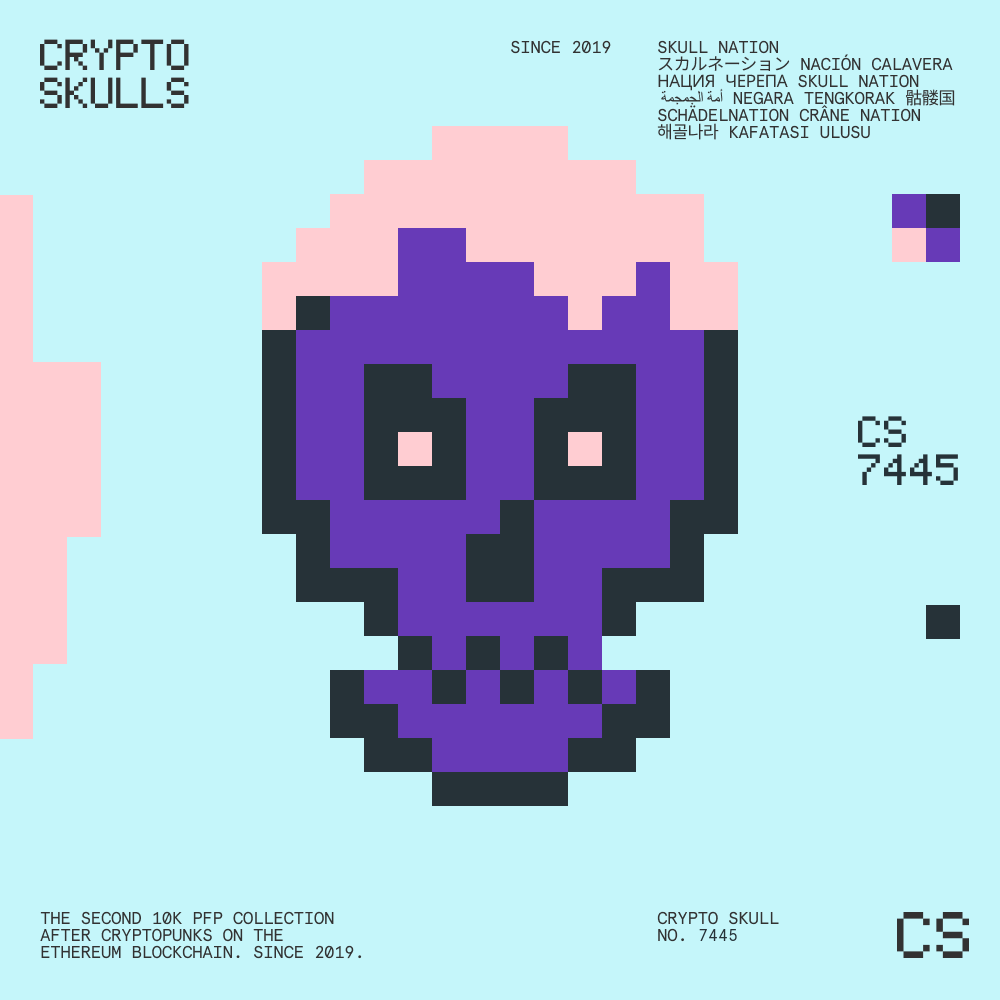 CRYPTO
SKULLS
SINCE 2019
SKULL NATION
スカルネーション NACIÓN CALAVERA
НАЦИЯ ЧЕРЕПА SKULL NATION
أمة الجمجمة NEGARA TENGKORAK 骷髅国
SCHÄDELNATION CRÂNE NATION
해골나라 KAFATASI ULUSU
CS
7445
THE SECOND 10K PFP COLLECTION
AFTER CRYPTOPUNKS ON THE
ETHEREUM BLOCKCHAIN. SINCE 2019.
CRYPTO SKULL
NO. 7445
CS